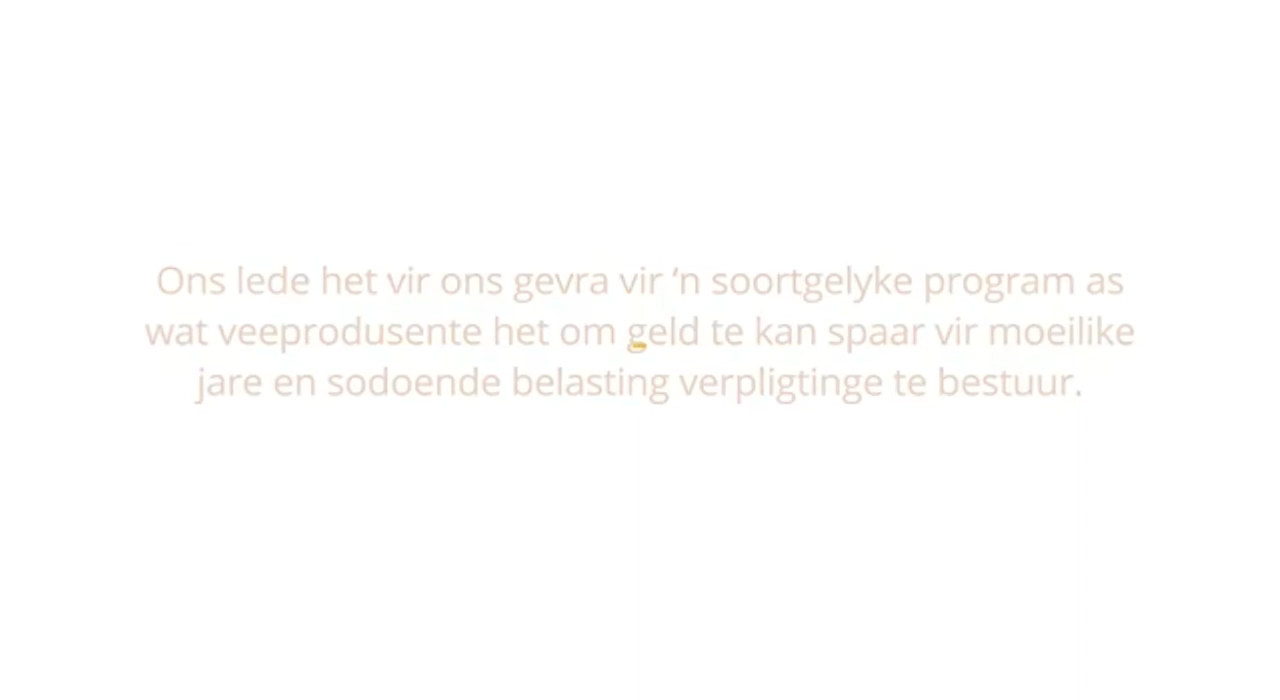 Ons lede het vir ons gevra vir ‘n soortgelyke program as
wat veeprodusente het om geld te kan spaar vir moeilike
jare en sodoende belasting verpligtinge te bestuur.